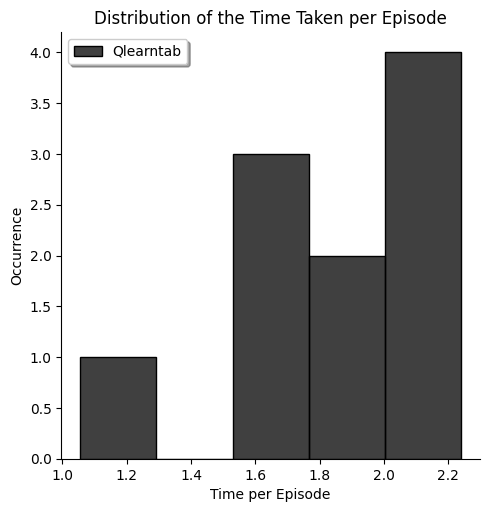 Distribution of the Time Taken per Episode
Qlearntab
4.0
3.5
3.0
2.5
2.0
1.5
1.0
0.5
0.0
Occurrence
1.0 1.2 1.4 1.6 1.8 2.0 2.2
Time per Episode